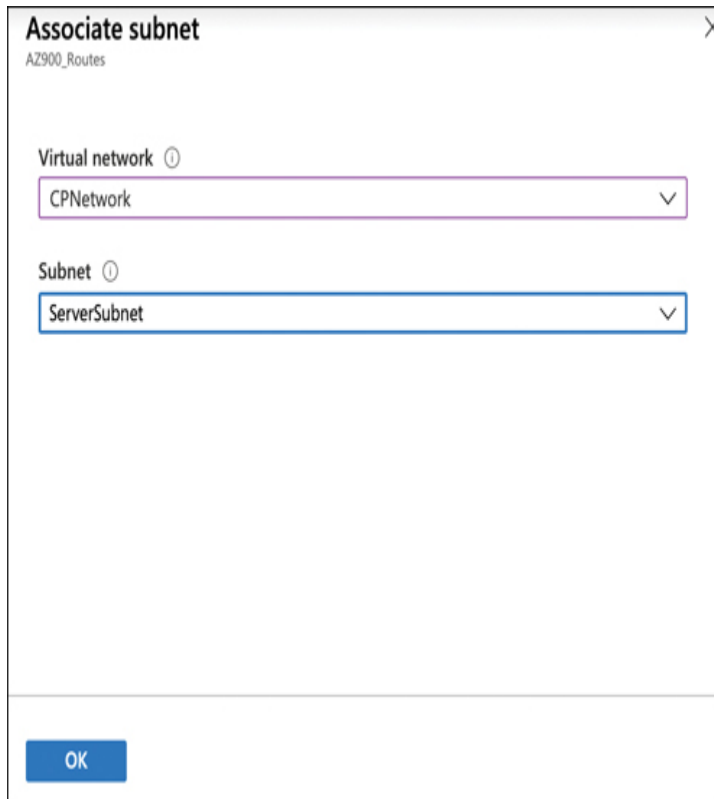 Associate subnet
AZ900_Routes
Virtual network
CPNetwork
Subnet
ServerSubnet
OK